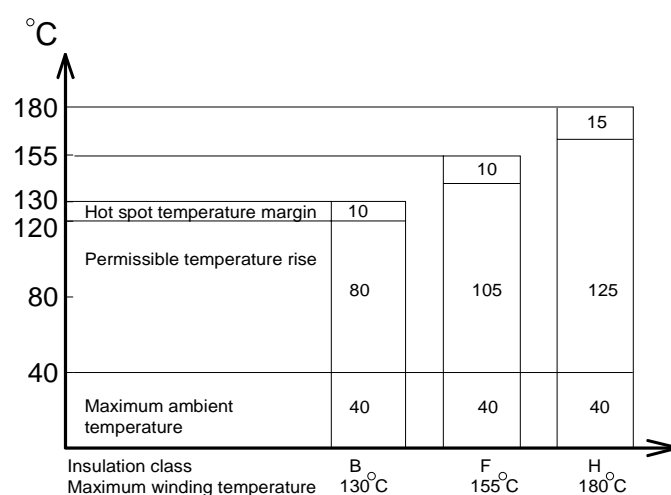 °C
180
15
155
10
130
Hot spot temperature margin 10
120
Permissible temperature rise
80 80 105 125
40
Maximum ambient
temperature
40 40 40
Insulation class B F H
Maximum winding temperature 130°C 155°C 180°C